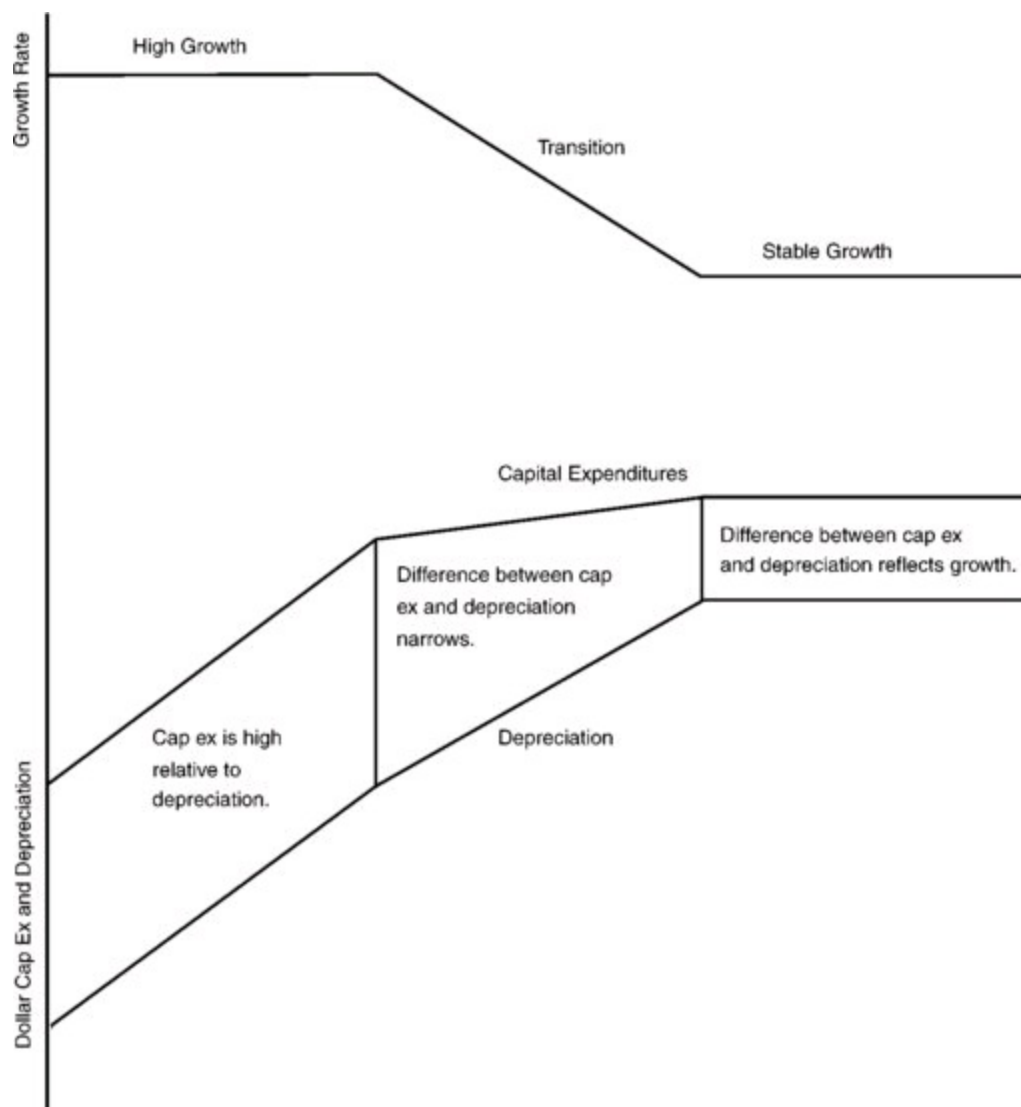 Growth Rate
High Growth
Transition
Stable Growth
Capital Expenditures
Difference between cap ex
and depreciation reflects growth.
Difference between cap
ex and depreciation
narrows.
Cap ex is high
relative to
depreciation.
Depreciation
Dollar Cap Ex and Depreciation